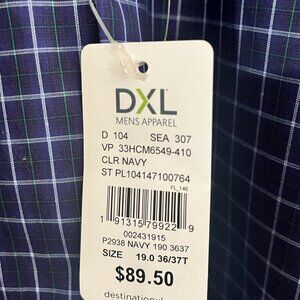 DXL
MENS APPAREL
D 104 SEA 307
VP 33HCM6549-410
CLR NAVY
ST PL104147100764
FL_146
1 91315 79922 9
002431915
P2938 NAVY 190 3637
SIZE 19.0 36/37T
$89.50
destinational